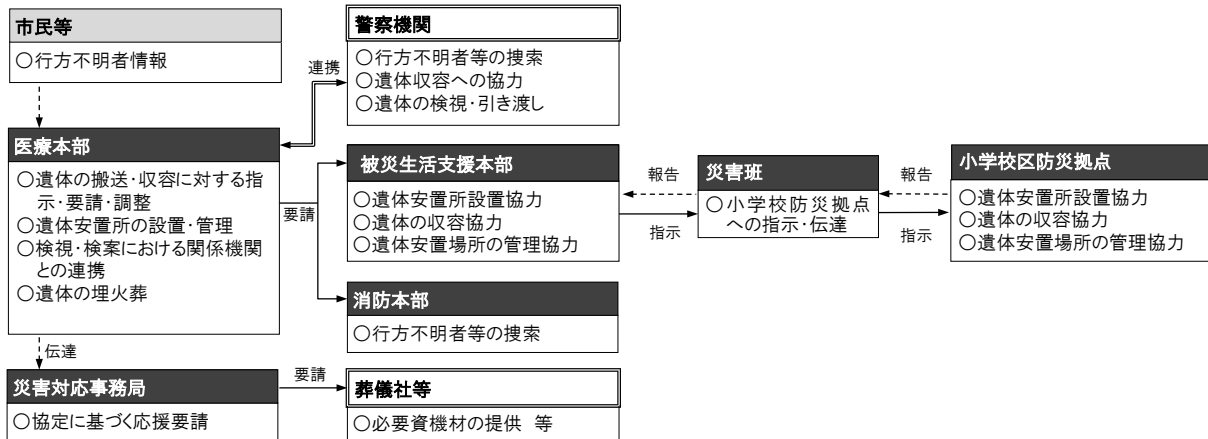 市民等
○行方不明者情報
警察機関
○行方不明者等の捜索
○遺体収容への協力
○遺体の検視・引き渡し
連携
医療本部
○遺体の搬送・収容に対する指
示・要請・調整
○遺体安置所の設置・管理
○検視・検案における関係機関
との連携
○遺体の埋火葬
要請
被災生活支援本部
○遺体安置所設置協力
○遺体の収容協力
○遺体安置場所の管理協力
報告
指示
災害班
○小学校防災拠点
への指示・伝達
報告
指示
小学校区防災拠点
○遺体安置所設置協力
○遺体の収容協力
○遺体安置場所の管理協力
消防本部
○行方不明者等の捜索
伝達
災害対応事務局
○協定に基づく応援要請
要請
葬儀社等
○必要資機材の提供 等